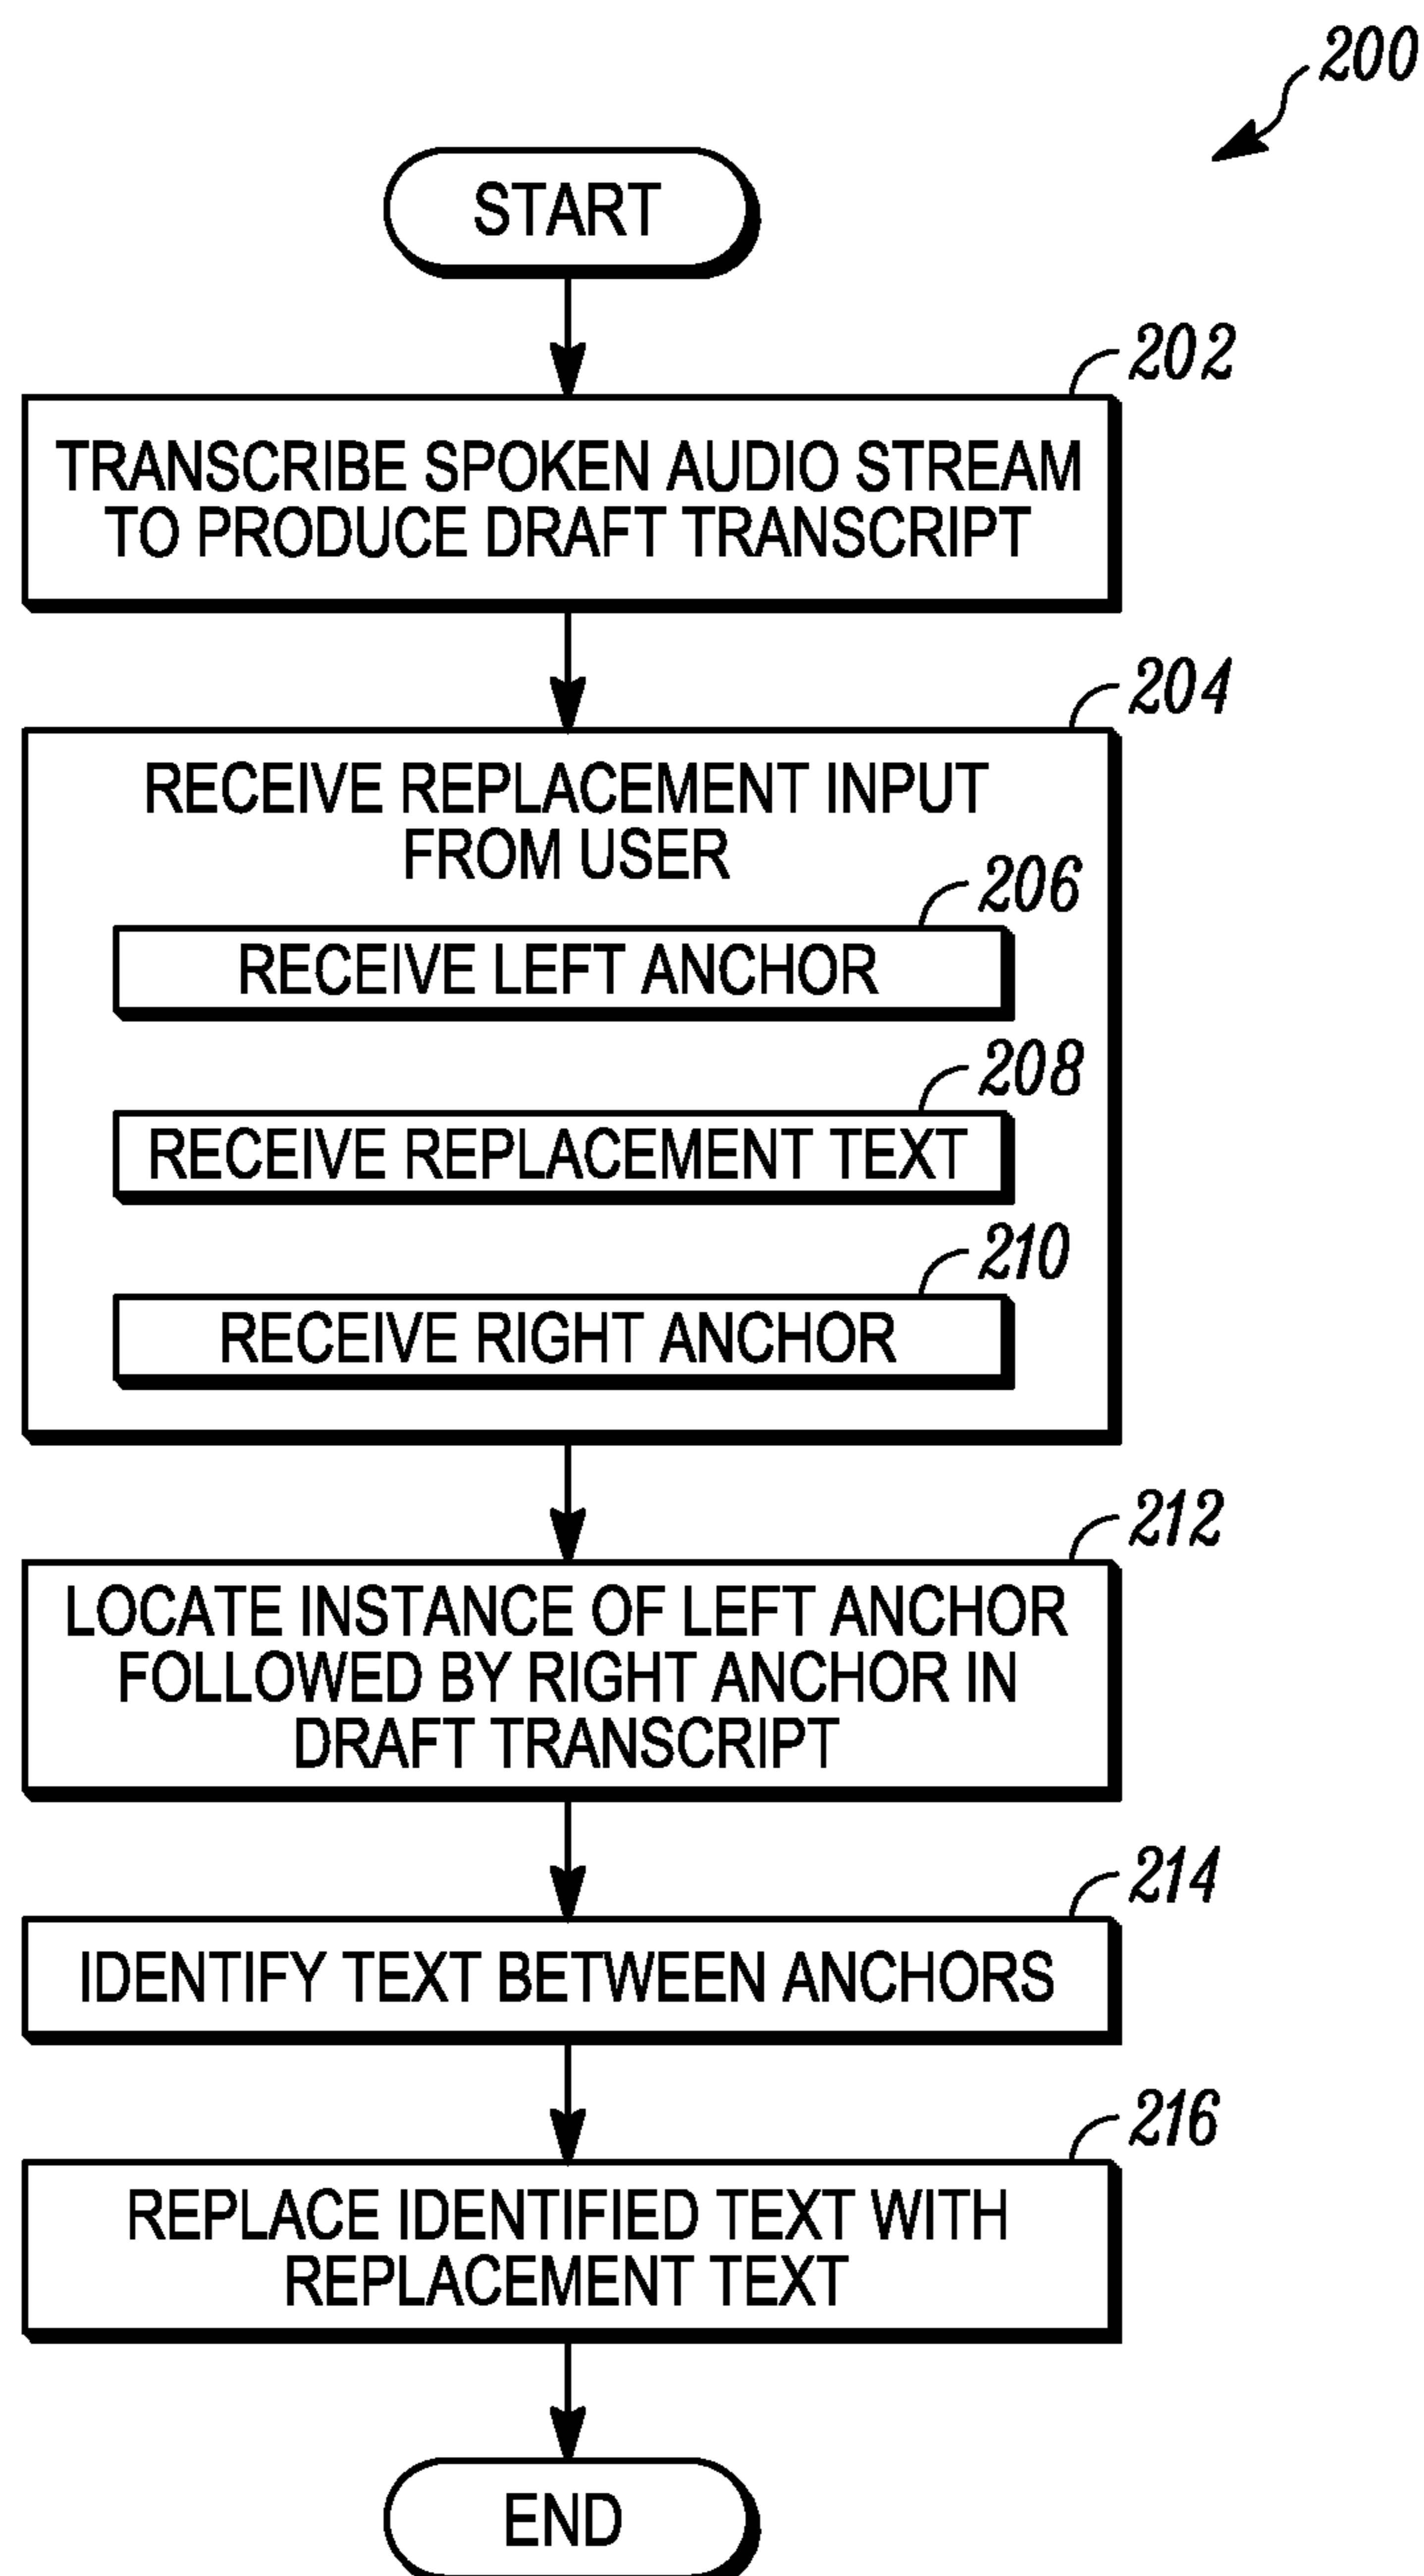 200
START
202
TRANSCRIBE SPOKEN AUDIO STREAM
TO PRODUCE DRAFT TRANSCRIPT
204
RECEIVE REPLACEMENT INPUT
FROM USER
206
RECEIVE LEFT ANCHOR
208
RECEIVE REPLACEMENT TEXT
210
RECEIVE RIGHT ANCHOR
212
LOCATE INSTANCE OF LEFT ANCHOR
FOLLOWED BY RIGHT ANCHOR IN
DRAFT TRANSCRIPT
214
IDENTIFY TEXT BETWEEN ANCHORS
216
REPLACE IDENTIFIED TEXT WITH
REPLACEMENT TEXT
END